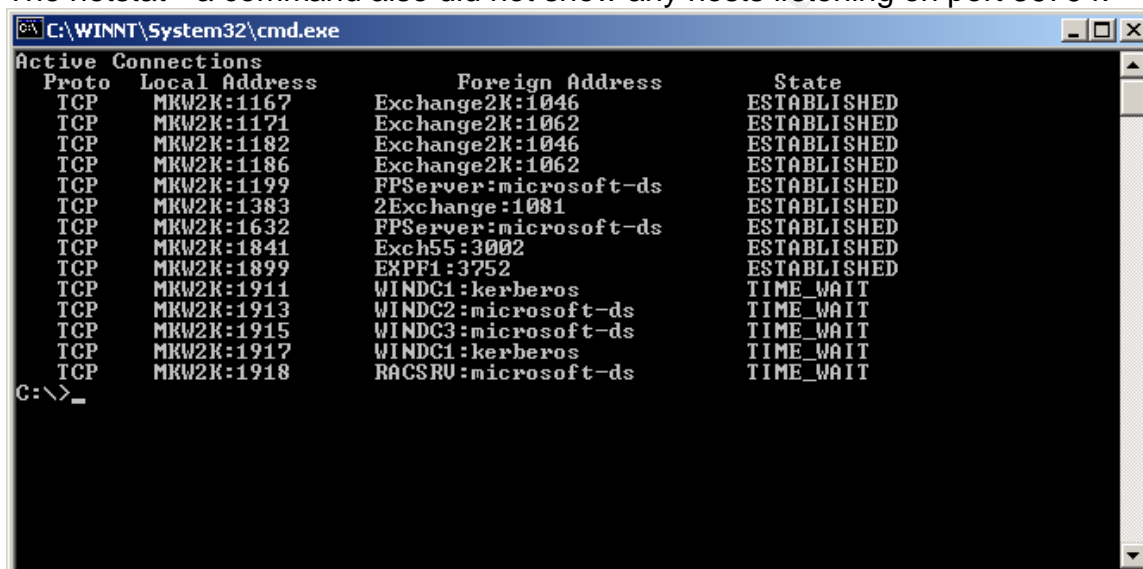 C:\WINNT\System32\cmd.exe
Active Connections
Proto Local Address Foreign Address State
TCP MKW2K:1167 Exchange2K:1046 ESTABLISHED
TCP MKW2K:1171 Exchange2K:1062 ESTABLISHED
TCP MKW2K:1182 Exchange2K:1046 ESTABLISHED
TCP MKW2K:1186 Exchange2K:1062 ESTABLISHED
TCP MKW2K:1199 FPServer:microsoft-ds ESTABLISHED
TCP MKW2K:1383 2Exchange:1081 ESTABLISHED
TCP MKW2K:1632 FPServer:microsoft-ds ESTABLISHED
TCP MKW2K:1841 Exch55:3002 ESTABLISHED
TCP MKW2K:1899 EXPF1:3752 ESTABLISHED
TCP MKW2K:1911 WINDC1:kerberos TIME_WAIT
TCP MKW2K:1913 WINDC2:microsoft-ds TIME_WAIT
TCP MKW2K:1915 WINDC3:microsoft-ds TIME_WAIT
TCP MKW2K:1917 WINDC1:kerberos TIME_WAIT
TCP MKW2K:1918 RACSRV:microsoft-ds TIME_WAIT
C:\>_